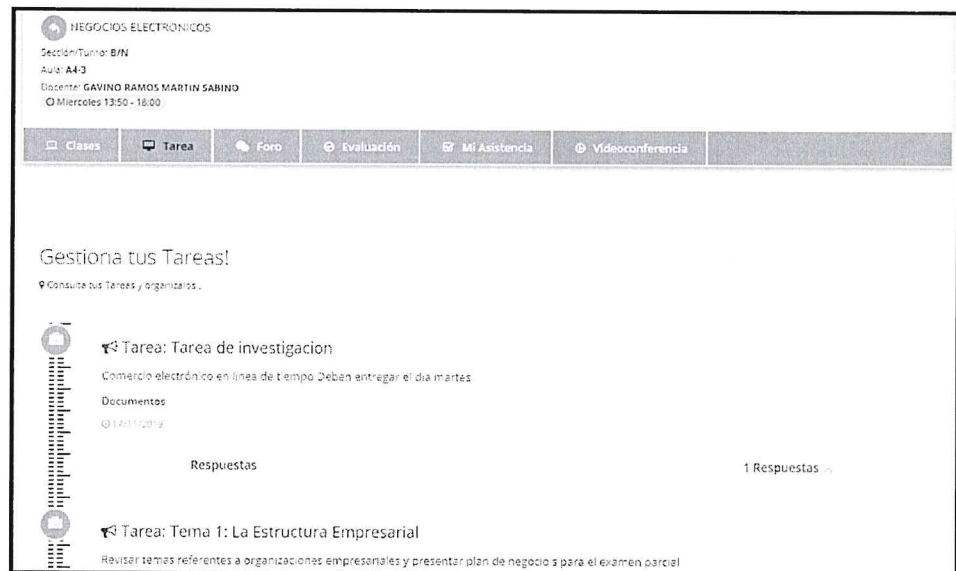 NEGOCIOS ELECTRONICOS
Sección/Turno: B/N
Aula: A4-3
Docente: GAVINO RAMOS MARTIN SABINO
Miercoles 13:50 - 18:00
Clases Tarea Foro Evaluación Mi Asistencia Videoconferencia
Gestiona tus Tareas!
Consulta tus Tareas y organizalos .
Tarea: Tarea de investigacion
Comercio electrónico en linea de tiempo Deben entregar el dia martes
Documentos
Respuestas 1 Respuestas
Tarea: Tema 1: La Estructura Empresarial
Revisar temas referentes a organizaciones empresariales y presentar plan de negocio s para el examen parcial